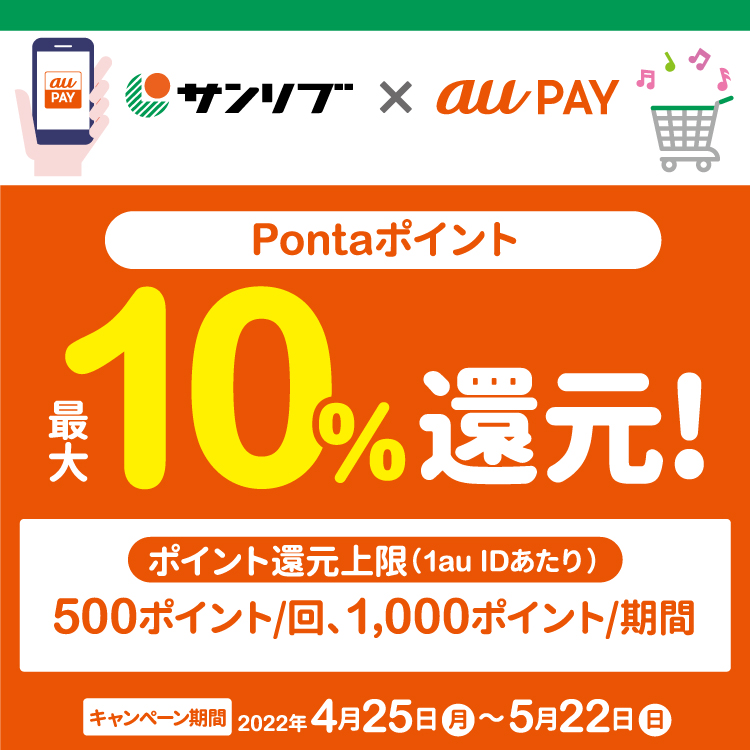 au
PAY
サンリブ × au PAY
Pontaポイント
最大10%還元!
ポイント還元上限(1au IDあたり)
500ポイント/回、1,000ポイント/期間
キャンペーン期間 2022年4月25日月〜5月22日日